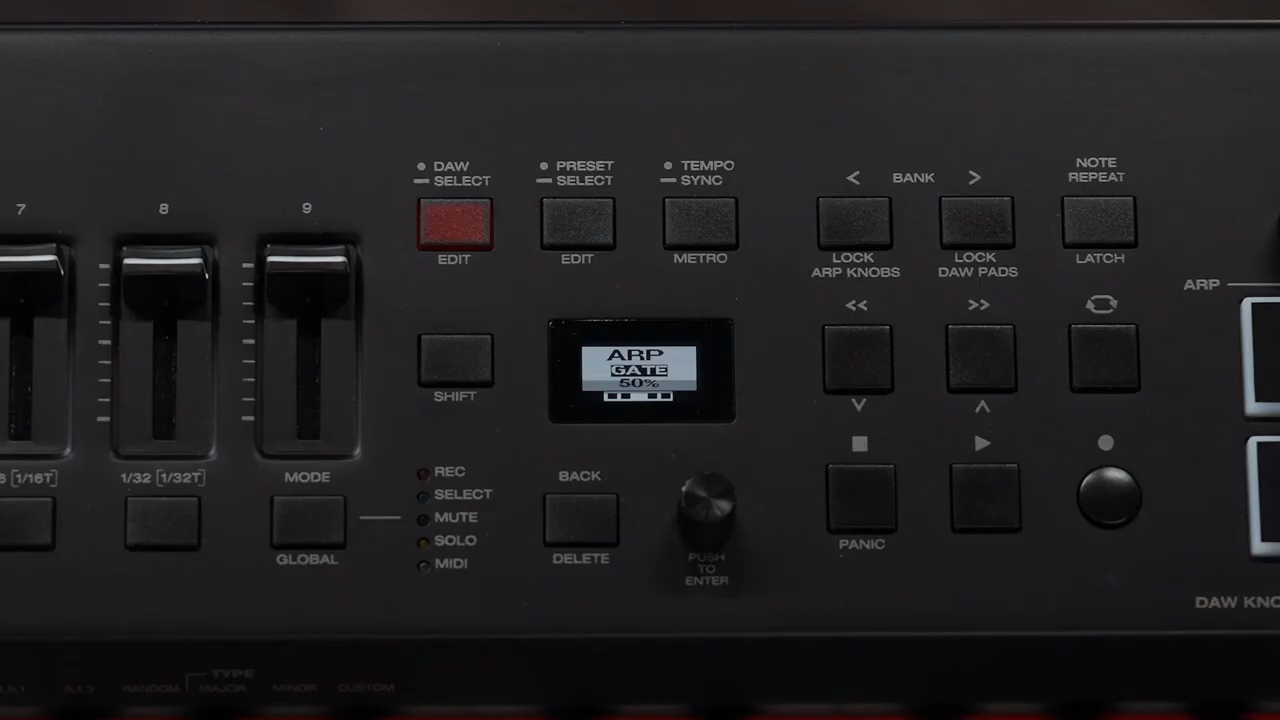 DAW
SELECT
PRESET
SELECT
TEMPO
SYNC
< BANK >
NOTE
REPEAT
7
8
9
EDIT
EDIT
METRO
LOCK
ARP KNOBS
LOCK
DAW PADS
LATCH
ARP
<<
>>
ARP
GATE
50%
SHIFT
[1/16T]
1/32 [1/32T]
MODE
GLOBAL
REC
SELECT
MUTE
SOLO
MIDI
BACK
DELETE
PUSH
TO
ENTER
PANIC
DAW KNO
TYPE
RANDOM
MAJOR
MINOR
CUSTOM